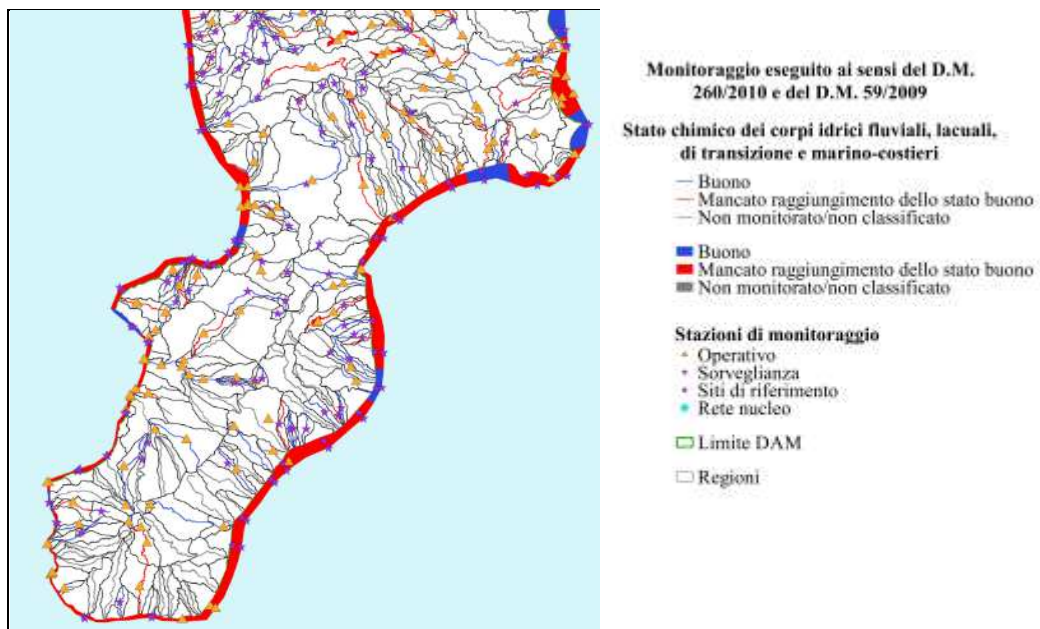 Monitoraggio eseguito ai sensi del D.M.
260/2010 e del D.M. 59/2009
Stato chimico dei corpi idrici fluviali, lacuali,
di transizione e marino-costieri
Buono
Mancato raggiungimento dello stato buono
Non monitorato/non classificato
Buono
Mancato raggiungimento dello stato buono
Non monitorato/non classificato
Stazioni di monitoraggio
Operativo
Sorveglianza
Siti di riferimento
Rete nucleo
Limite DAM
Regioni